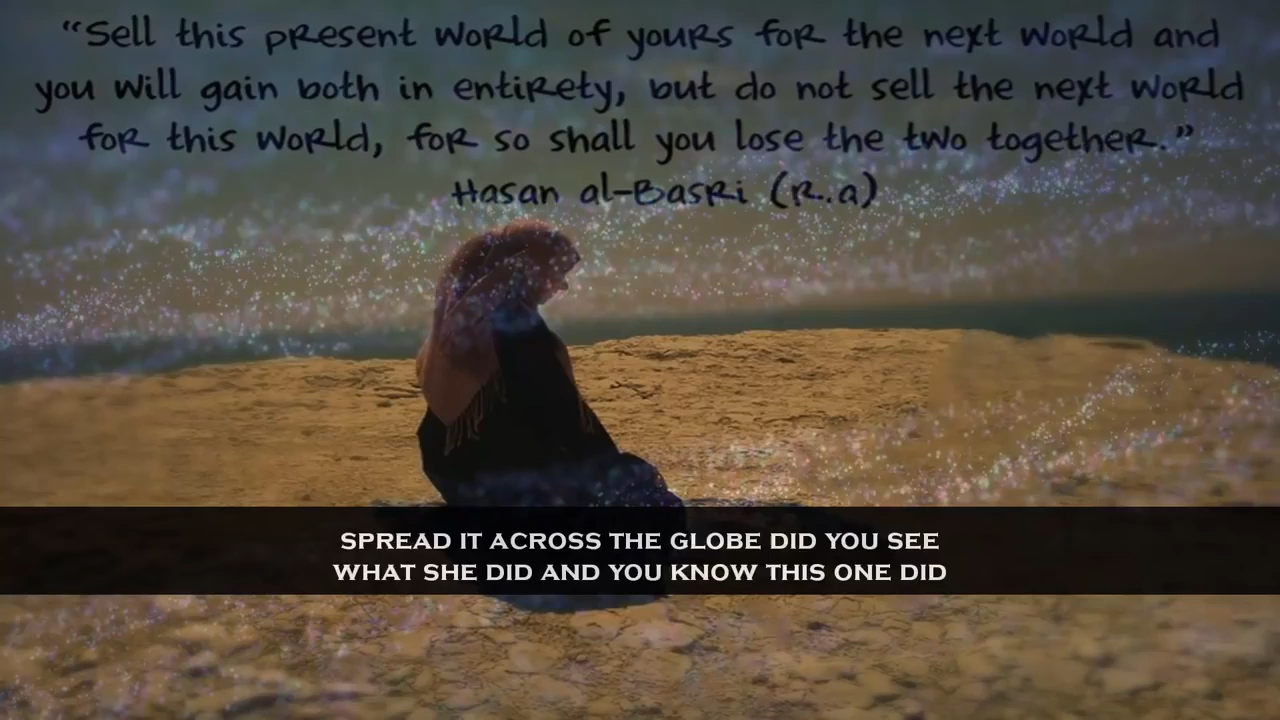 “Sell this present world of yours for the next world and
you will gain both in entirety, but do not sell the next world
for this world, for so shall you lose the two together.”
Hasan al-Basri (R.a)
SPREAD IT ACROSS THE GLOBE DID YOU SEE
WHAT SHE DID AND YOU KNOW THIS ONE DID